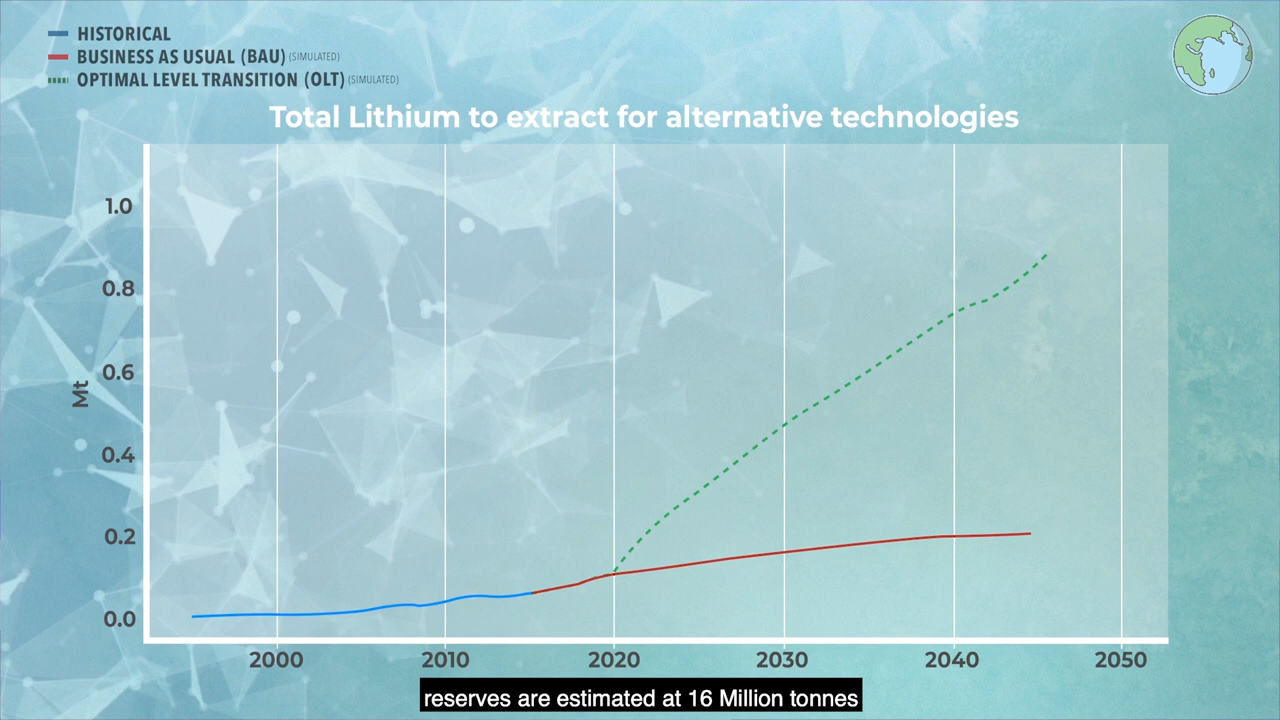 HISTORICAL
BUSINESS AS USUAL (BAU) (SIMULATED)
OPTIMAL LEVEL TRANSITION (OLT) (SIMULATED)
Total Lithium to extract for alternative technologies
1.0
0.8
0.6
0.4
0.2
0.0
Mt
2000 2010 2020 2030 2040 2050
reserves are estimated at 16 Million tonnes